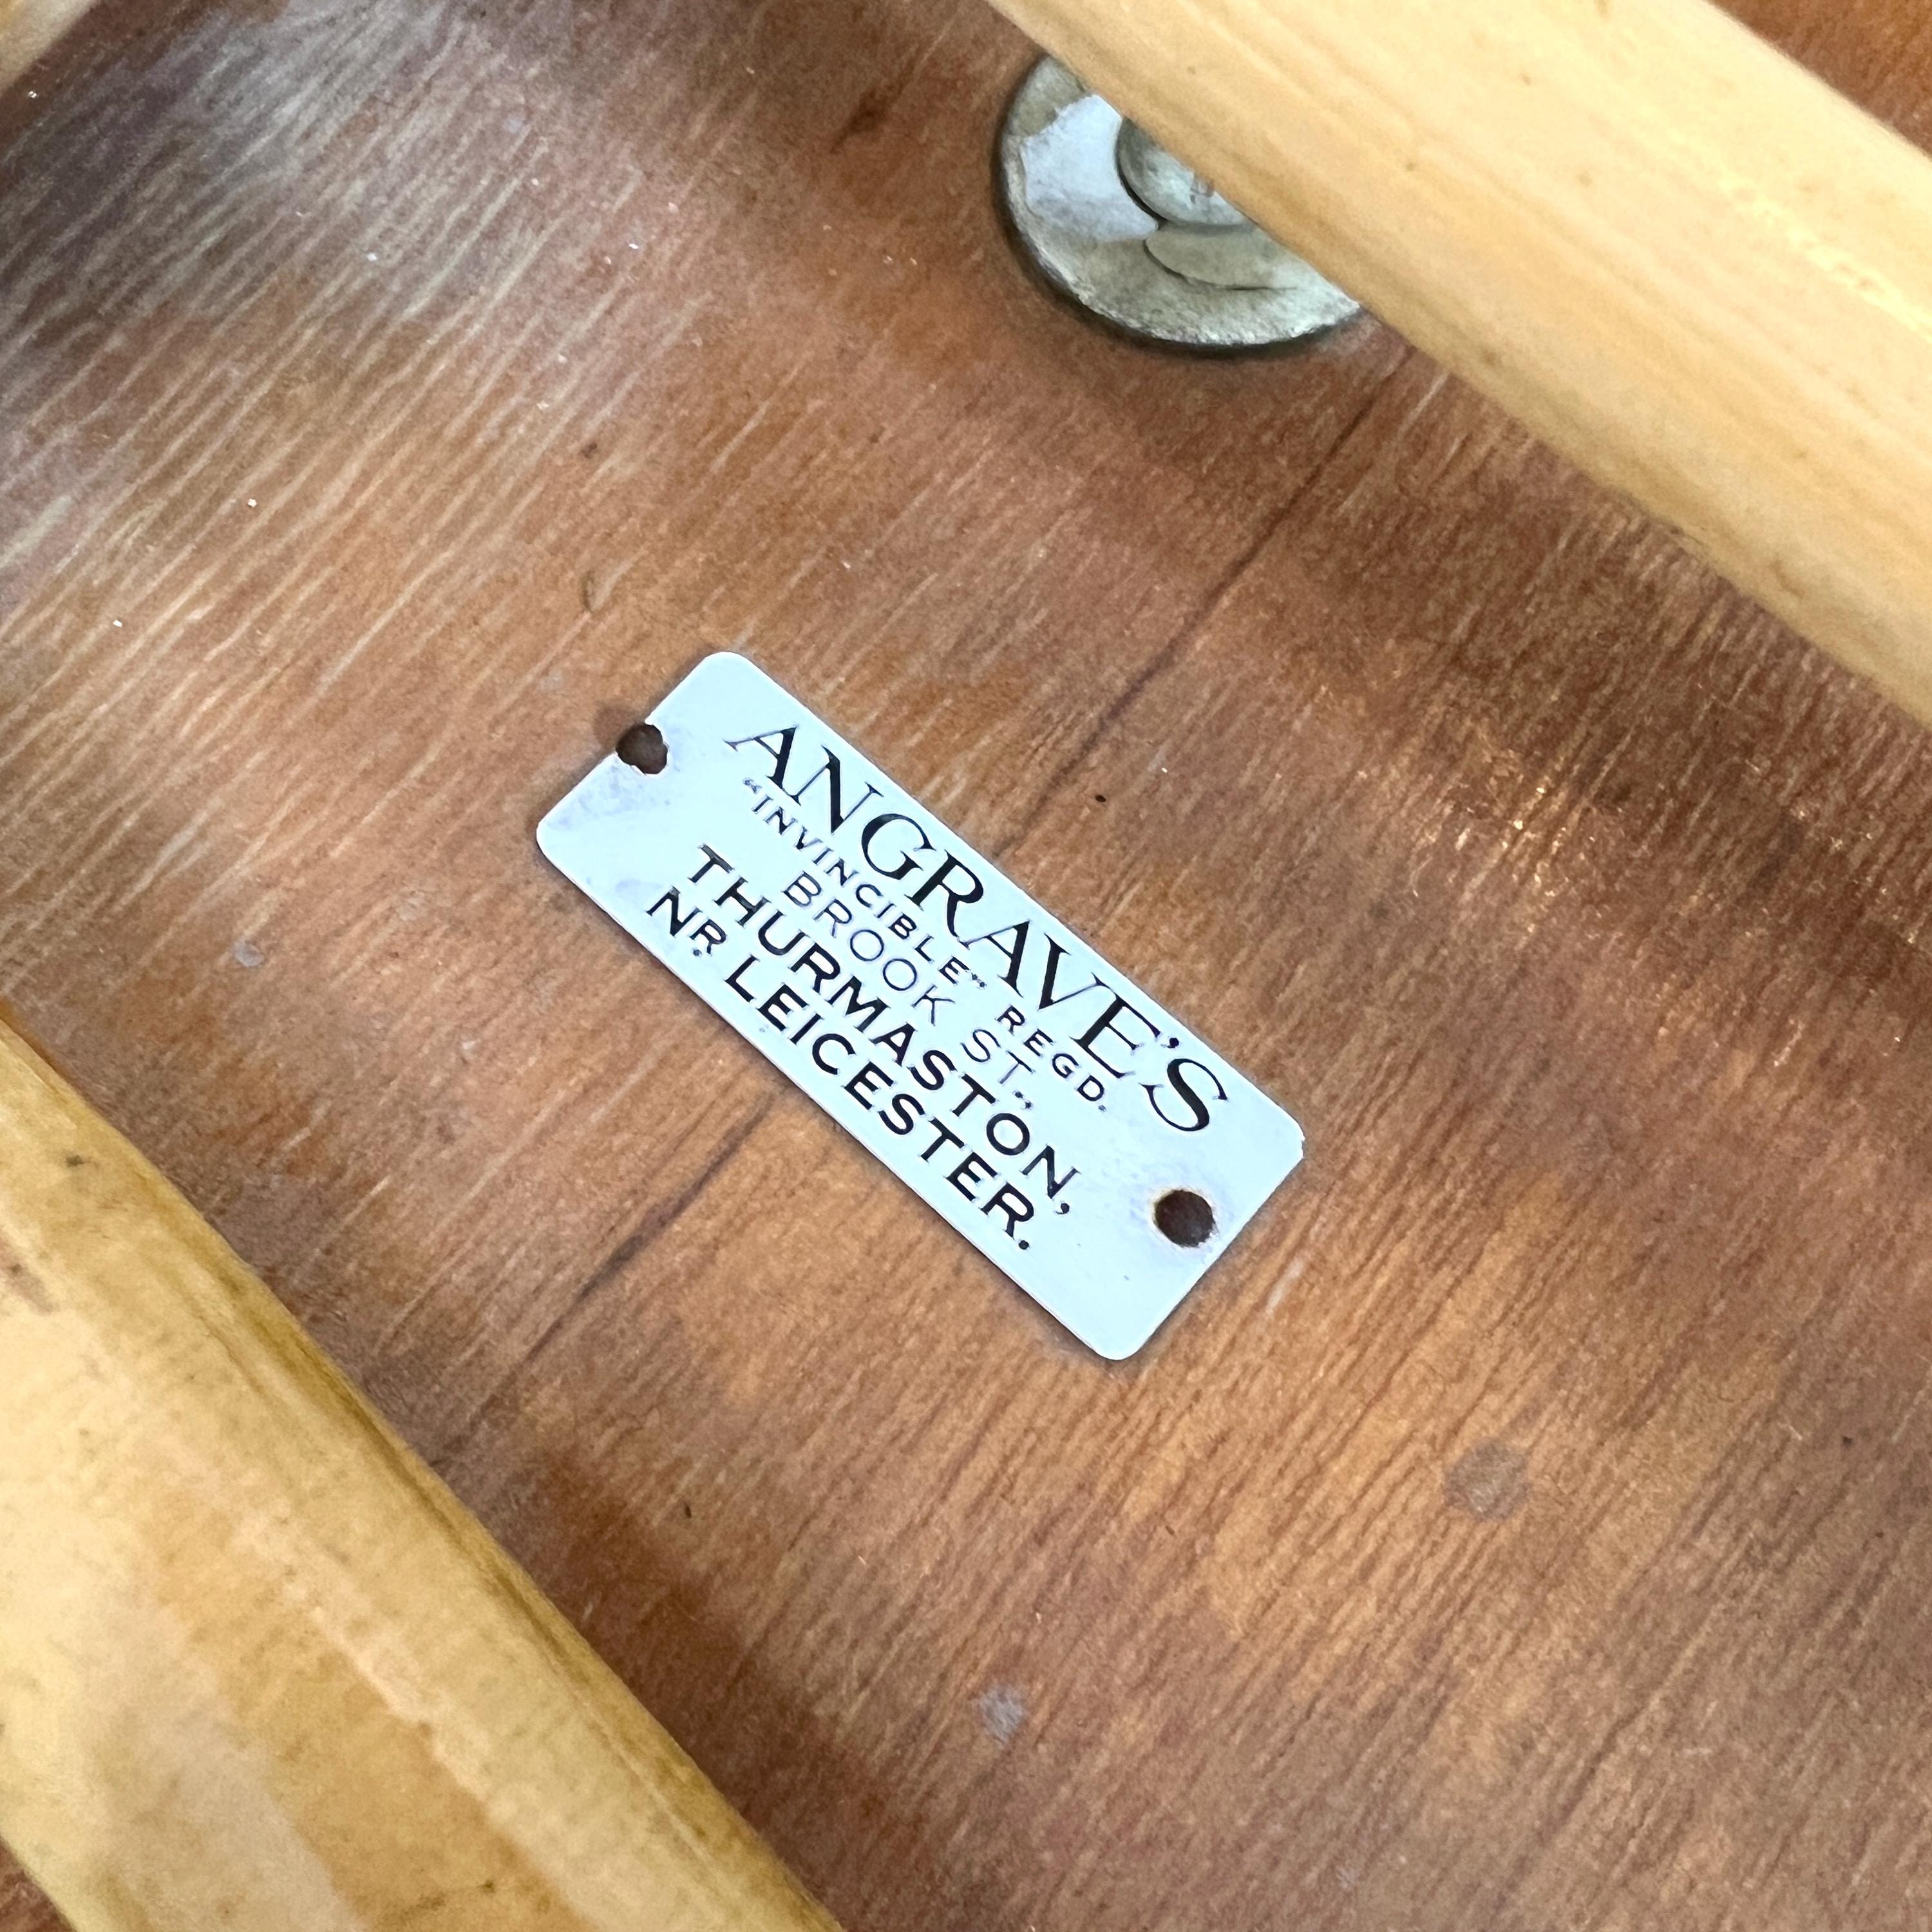 ANGRAVE'S
“INVINCIBLE” REGD.
BROOK ST.,
THURMASTON,
NR. LEICESTER.